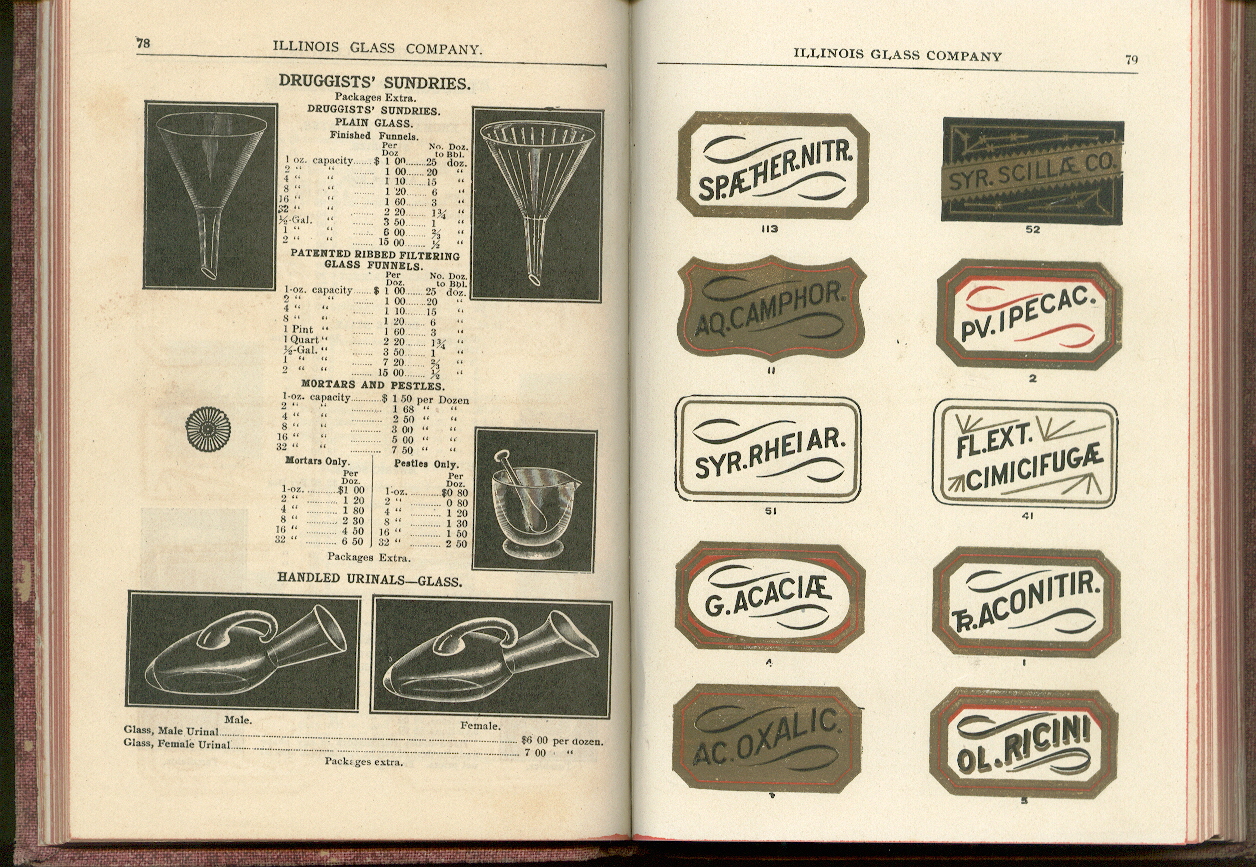 78
ILLINOIS GLASS COMPANY.
DRUGGISTS' SUNDRIES.
Packages Extra.
DRUGGISTS' SUNDRIES.
PLAIN GLASS.
Finished Funnels.
Per Doz No. Doz. to Bbl.
1 oz. capacity......$ 1 00......25 doz.
2 “ “ ...... 1 00......20 “
4 “ “ ...... 1 10......15 “
8 “ “ ...... 1 20...... 6 “
16 “ “ ...... 1 60...... 3 “
32 “ “ ...... 2 20...... 1¾ “
½-Gal. “ ...... 3 50...... 1 “
1 “ “ ...... 6 00...... ⅔ “
2 “ “ ...... 15 00...... ½ “
PATENTED RIBBED FILTERING
GLASS FUNNELS.
Per Doz. No. Doz. to Bbl.
1-oz. capacity......$ 1 00......25 doz.
2 “ “ ...... 1 00......20 “
4 “ “ ...... 1 10......15 “
8 “ “ ...... 1 20...... 6 “
1 Pint “ ...... 1 60...... 3 “
1 Quart “ ...... 2 20...... 1¾ “
½-Gal. “ ...... 3 50...... 1 “
1 “ “ ...... 7 20...... ⅔ “
2 “ “ ...... 15 00...... ½ “
MORTARS AND PESTLES.
1-oz. capacity......$ 1 50 per Dozen
2 “ “ ...... 1 68 “ “
4 “ “ ...... 2 50 “ “
8 “ “ ...... 3 00 “ “
16 “ “ ...... 5 00 “ “
32 “ “ ...... 7 50 “ “
Mortars Only.
Per Doz.
1-oz. ......$1 00
2 “ ...... 1 20
4 “ ...... 1 80
8 “ ...... 2 30
16 “ ...... 4 50
32 “ ...... 6 50
Pestles Only.
Per Doz.
1-oz. ......$0 80
2 “ ...... 0 80
4 “ ...... 1 20
8 “ ...... 1 30
16 “ ...... 1 50
32 “ ...... 2 50
Packages Extra.
HANDLED URINALS—GLASS.
Male.
Female.
Glass, Male Urinal......$6 00 per dozen.
Glass, Female Urinal...... 7 00 “
Packages extra.
ILLINOIS GLASS COMPANY
79
SP.ÆTHER.NITR.
113
SYR. SCILLÆ CO.
52
AQ.CAMPHOR.
11
PV.IPECAC.
2
SYR.RHEI AR.
51
FL.EXT.
CIMICIFUGÆ
41
G.ACACIÆ
4
Tr.ACONITIR.
1
AC.OXALIC.
OL.RICINI
5